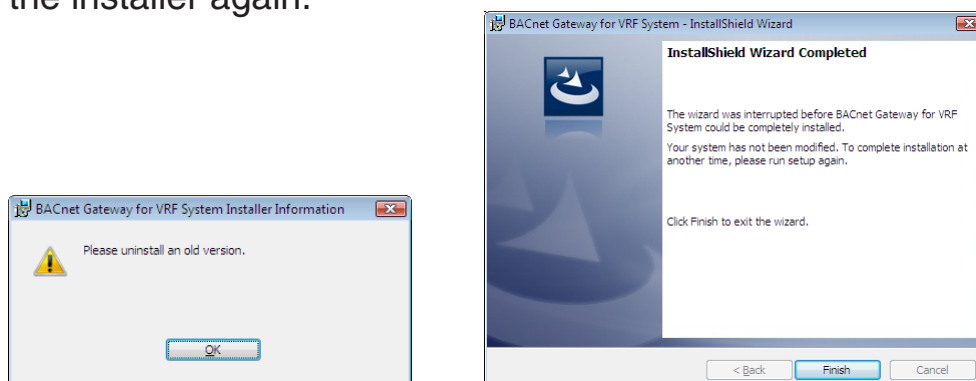 the installer again.
BACnet Gateway for VRF System - InstallShield Wizard
InstallShield Wizard Completed
The wizard was interrupted before BACnet Gateway for VRF
System could be completely installed.
Your system has not been modified. To complete installation at
another time, please run setup again.
Click Finish to exit the wizard.
< Back
Finish
Cancel
BACnet Gateway for VRF System Installer Information
Please uninstall an old version.
OK